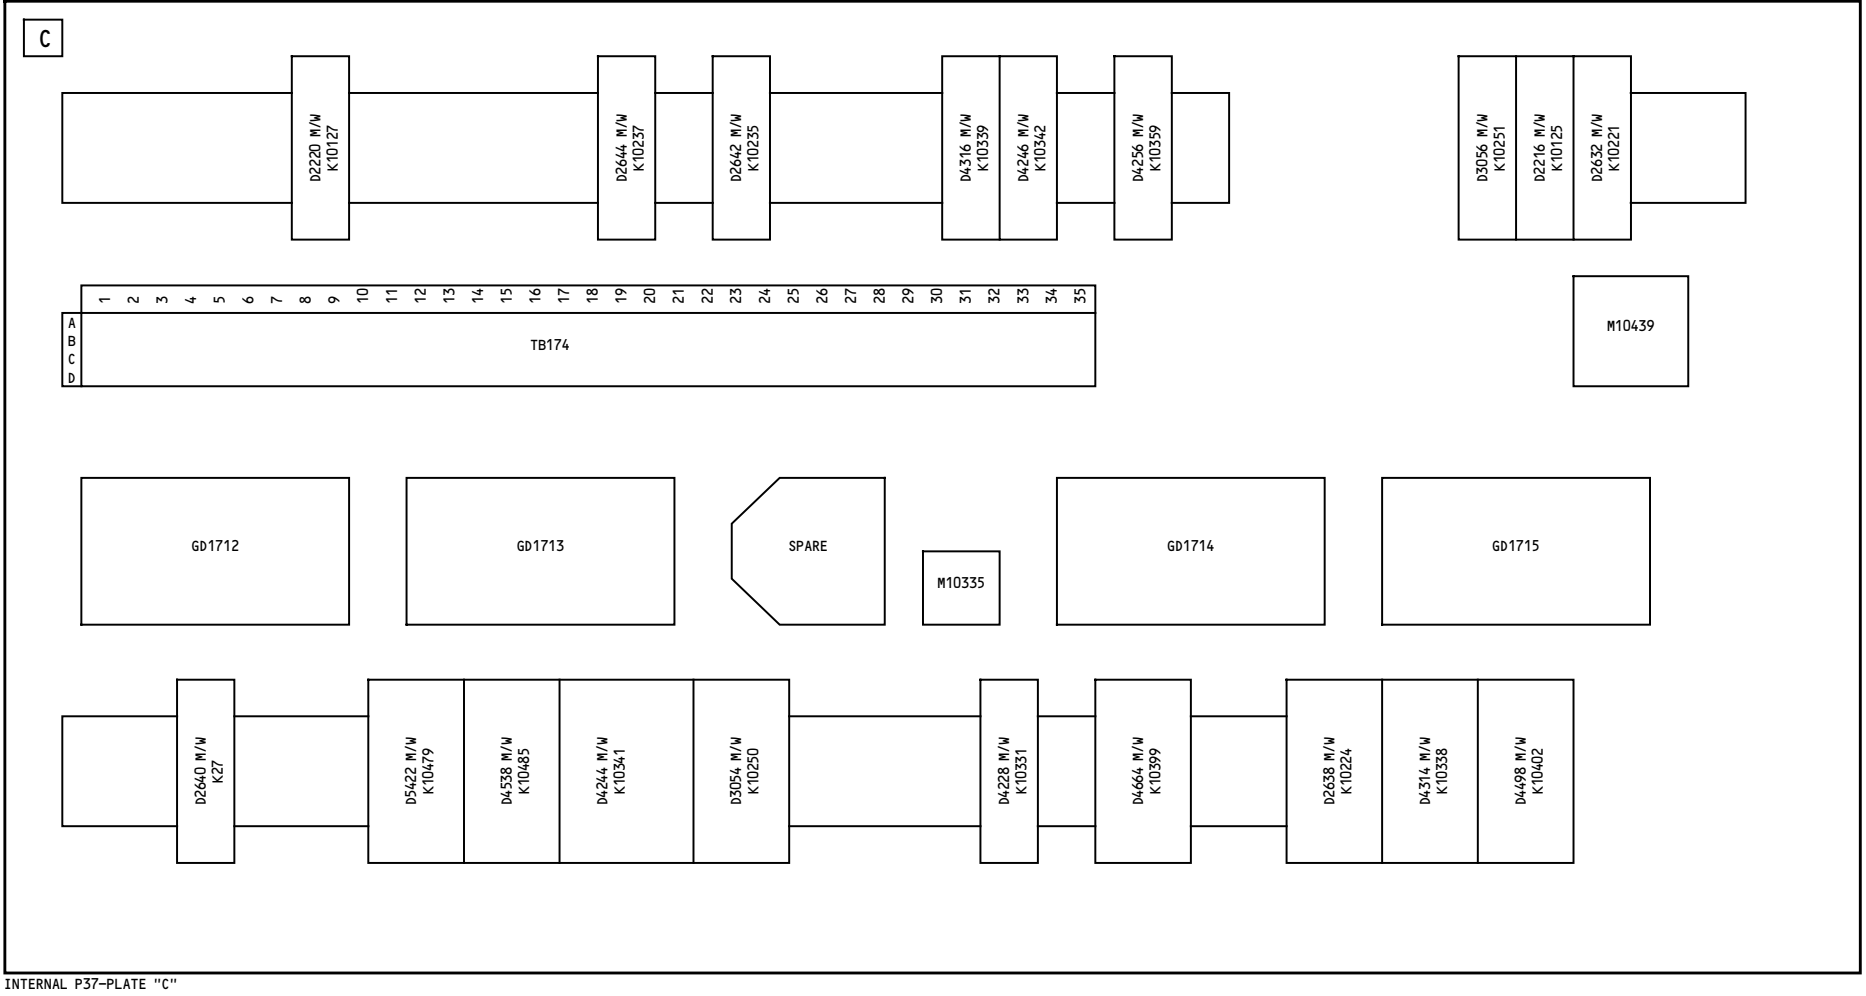 C
D2220 M/W
K10127
D2644 M/W
K10237
D2642 M/W
K10235
D4316 M/W
K10339
D4246 M/W
K10342
D4256 M/W
K10359
D3056 M/W
K10251
D2216 M/W
K10125
D2632 M/W
K10221
1 2 3 4 5 6 7 8 9 10 11 12 13 14 15 16 17 18 19 20 21 22 23 24 25 26 27 28 29 30 31 32 33 34 35
A
B
C
D
TB174
M10439
GD1712
GD1713
SPARE
M10335
GD1714
GD1715
D2640 M/W
K27
D5422 M/W
K10479
D4538 M/W
K10485
D4244 M/W
K10341
D3054 M/W
K10250
D4228 M/W
K10331
D4664 M/W
K10399
D2638 M/W
K10224
D4314 M/W
K10338
D4498 M/W
K10402
INTERNAL P37-PLATE "C"